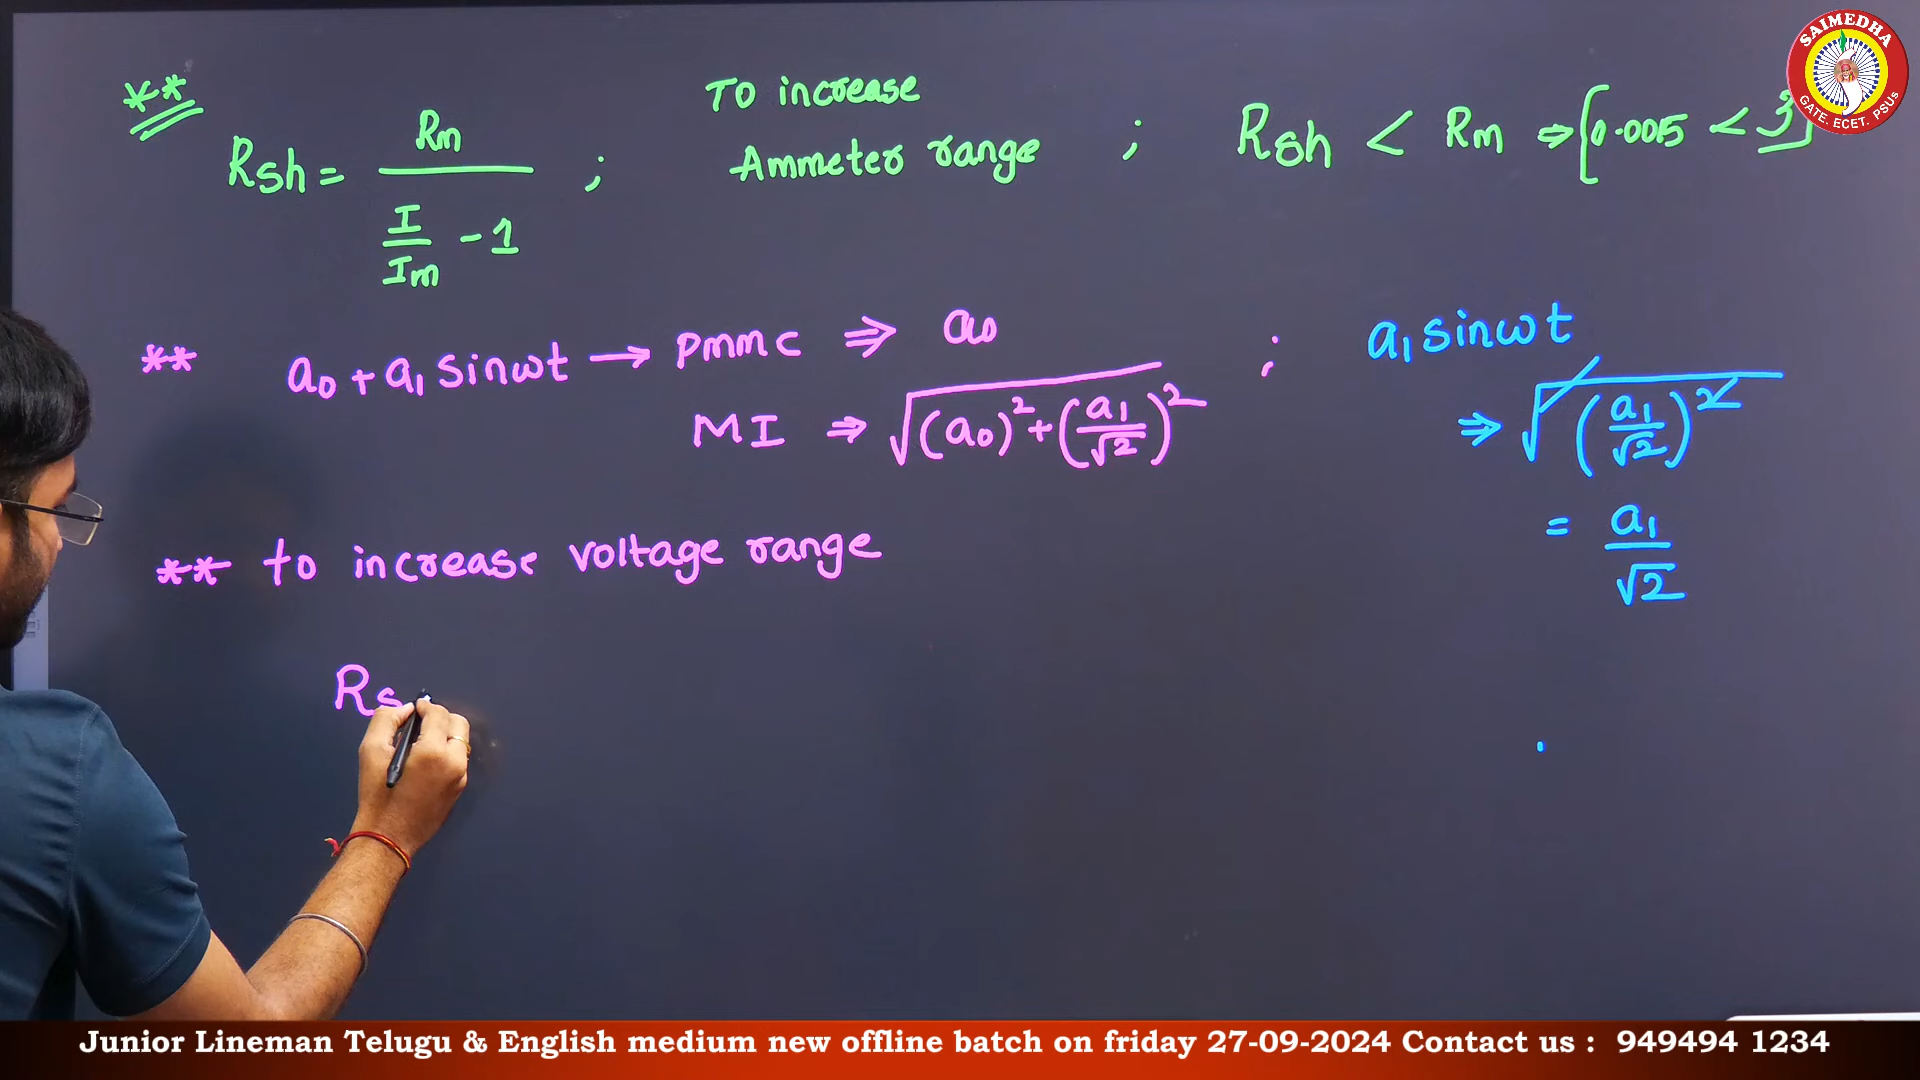 ** Rsh = Rm / (I/Im - 1) ; To increase Ammeter range ; Rsh < Rm ⇒ [0.0015 < 3]
** a₀ + a₁ sinωt → PMMC ⇒ a₀
MI ⇒ √((a₀)² + (a₁/√2)²) ;
a₁ sinωt
⇒ √((a₁/√2)²)
= a₁/√2
** to increase voltage range
Rs
SAIMEDHA
GATE. ECET. PSUs
Junior Lineman Telugu & English medium new offline batch on friday 27-09-2024 Contact us : 949494 1234